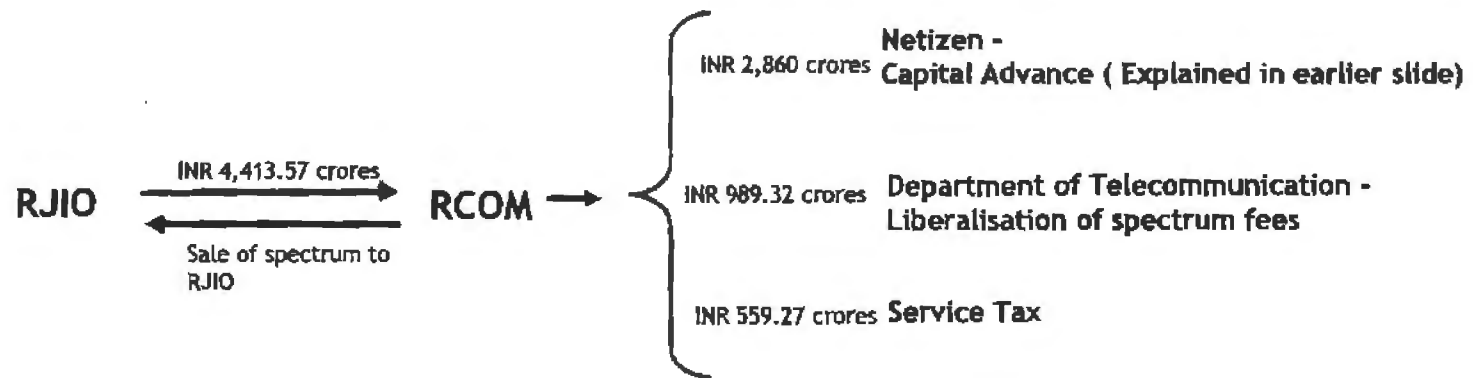 RJIO
INR 4,413.57 crores
Sale of spectrum to
RJIO
RCOM
INR 2,860 crores
Netizen -
Capital Advance ( Explained in earlier slide)
INR 989.32 crores
Department of Telecommunication -
Liberalisation of spectrum fees
INR 559.27 crores
Service Tax